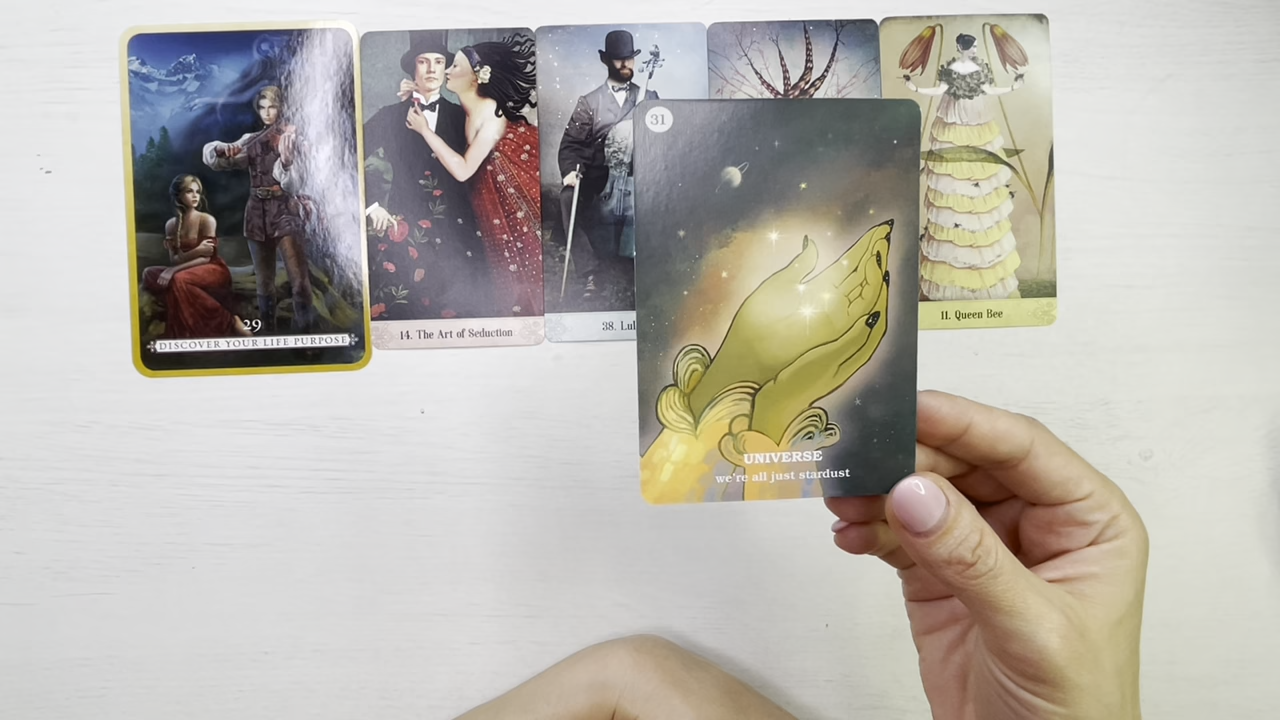 29
DISCOVER YOUR LIFE PURPOSE
14. The Art of Seduction
38. Lul
31
UNIVERSE
we're all just stardust
11. Queen Bee